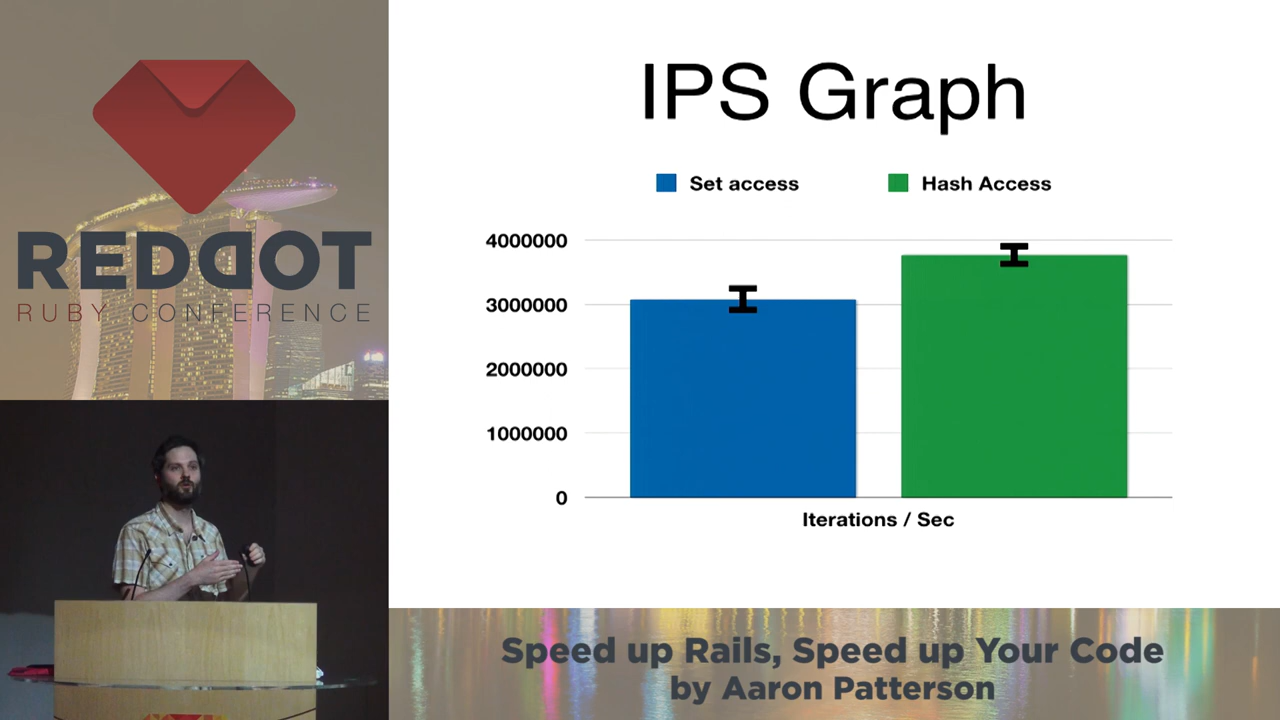 REDDOT
RUBY CONFERENCE
IPS Graph
Set access
Hash Access
4000000
3000000
2000000
1000000
0
Iterations / Sec
Speed up Rails, Speed up Your Code
by Aaron Patterson